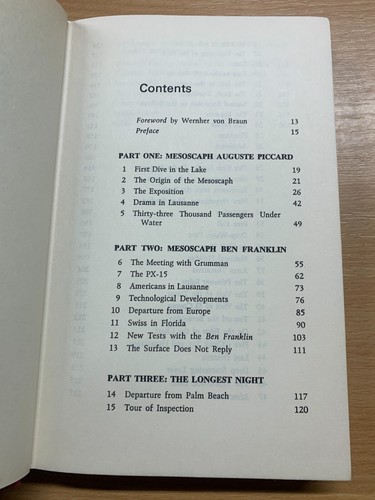 Contents
Foreword by Wernher von Braun 13
Preface 15
PART ONE: MESOSCAPH AUGUSTE PICCARD
1 First Dive in the Lake 19
2 The Origin of the Mesoscaph 21
3 The Exposition 26
4 Drama in Lausanne 42
5 Thirty-three Thousand Passengers Under
Water 49
PART TWO: MESOSCAPH BEN FRANKLIN
6 The Meeting with Grumman 55
7 The PX-15 62
8 Americans in Lausanne 73
9 Technological Developments 76
10 Departure from Europe 85
11 Swiss in Florida 90
12 New Tests with the Ben Franklin 103
13 The Surface Does Not Reply 111
PART THREE: THE LONGEST NIGHT
14 Departure from Palm Beach 117
15 Tour of Inspection 120